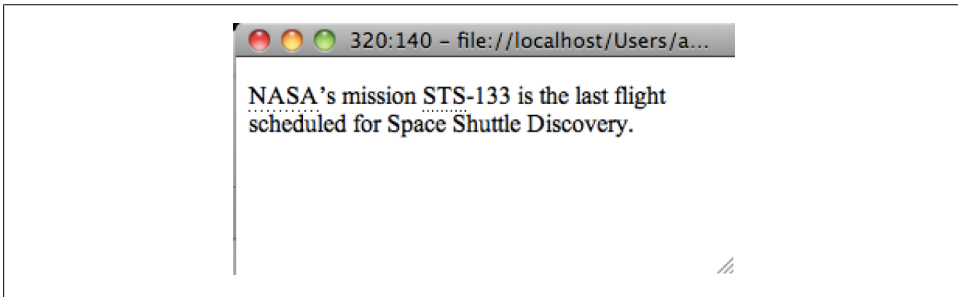 320:140 – file://localhost/Users/a...
NASA’s mission STS-133 is the last flight
scheduled for Space Shuttle Discovery.